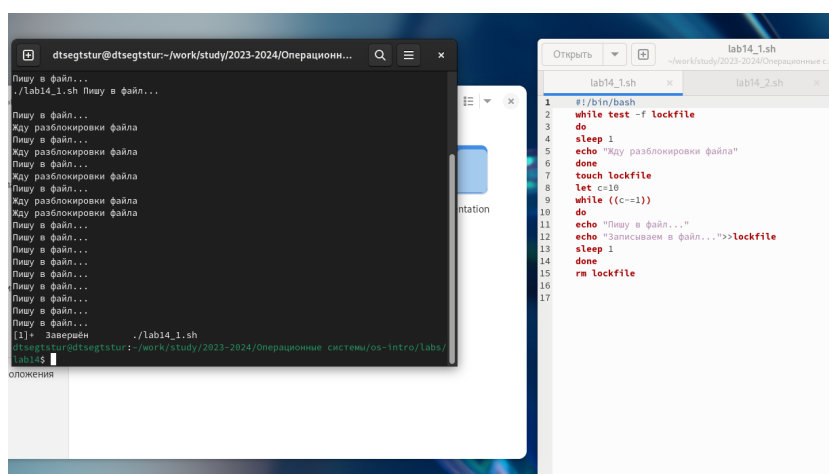 dtsegtstur@dtsegtstur:~/work/study/2023-2024/Операционн...
Пишу в файл...
./lab14_1.sh Пишу в файл...
Пишу в файл...
Жду разблокировки файла
Пишу в файл...
Жду разблокировки файла
Пишу в файл...
Жду разблокировки файла
Пишу в файл...
Жду разблокировки файла
Жду разблокировки файла
Пишу в файл...
Пишу в файл...
Пишу в файл...
Пишу в файл...
Пишу в файл...
Пишу в файл...
Пишу в файл...
Пишу в файл...
Пишу в файл...
[1]+ Завершён ./lab14_1.sh
dtsegtstur@dtsegtstur:~/work/study/2023-2024/Операционные системы/os-intro/labs/
lab14$
ntation
оложения
Открыть
lab14_1.sh
~/work/study/2023-2024/Операционные с...
lab14_1.sh
lab14_2.sh
1 #!/bin/bash
2 while test -f lockfile
3 do
4 sleep 1
5 echo "Жду разблокировки файла"
6 done
7 touch lockfile
8 let c=10
9 while ((c-=1))
10 do
11 echo "Пишу в файл..."
12 echo "Записываем в файл...">>lockfile
13 sleep 1
14 done
15 rm lockfile
16
17